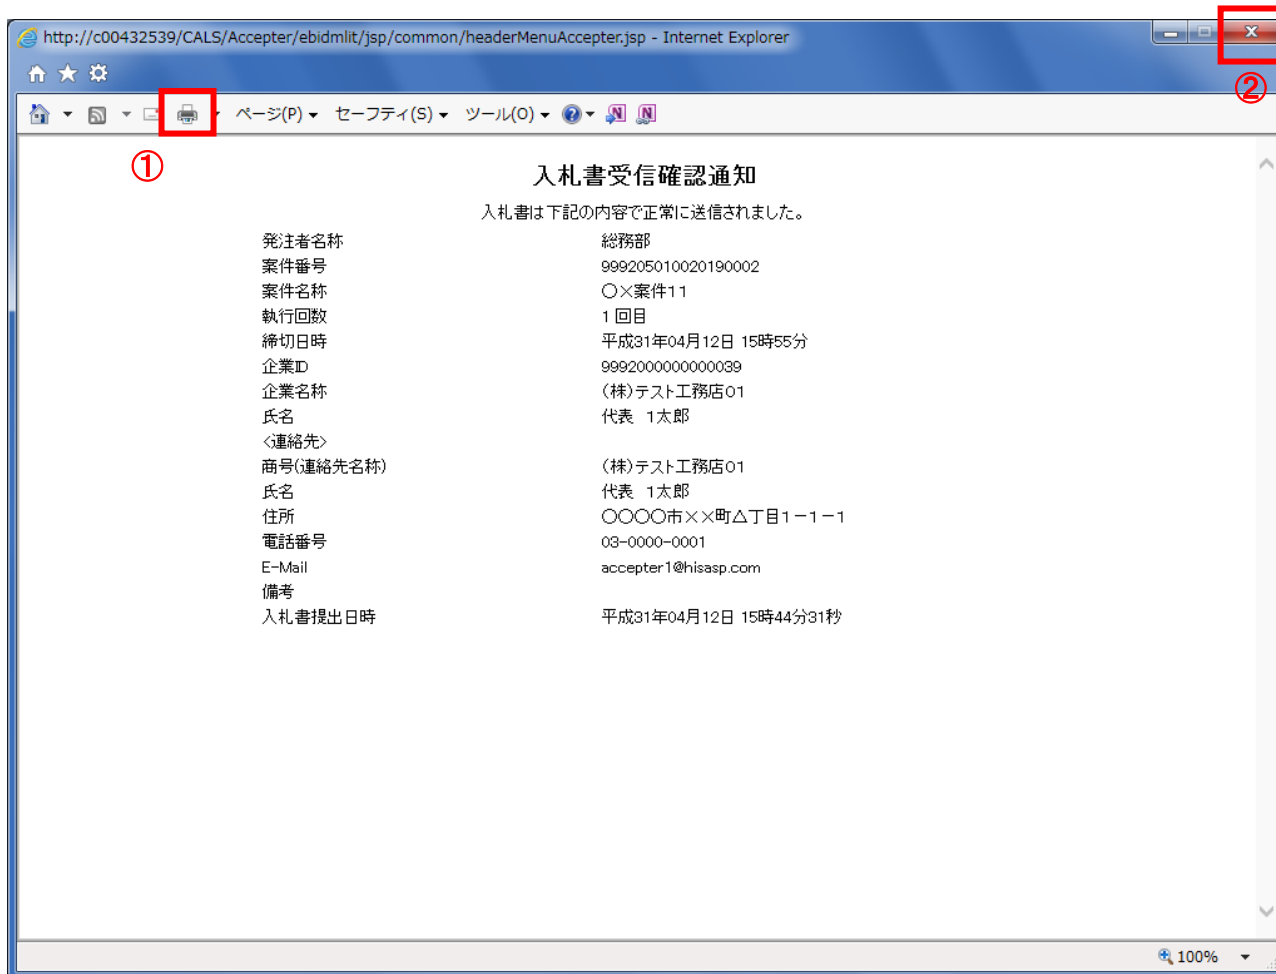 http://c00432539/CALS/Accepter/ebidmlit/jsp/common/headerMenuAccepter.jsp - Internet Explorer
②
ページ(P) セーフティ(S) ツール(O)
①
入札書受信確認通知
入札書は下記の内容で正常に送信されました。
発注者名称 総務部
案件番号 999205010020190002
案件名称 〇×案件11
執行回数 1回目
締切日時 平成31年04月12日 15時55分
企業ID 9992000000000039
企業名称 (株)テスト工務店01
氏名 代表 1太郎
<連絡先>
商号(連絡先名称) (株)テスト工務店01
氏名 代表 1太郎
住所 〇〇〇〇市××町△丁目1-1-1
電話番号 03-0000-0001
E-Mail accepter1@hisasp.com
備考
入札書提出日時 平成31年04月12日 15時44分31秒
100%